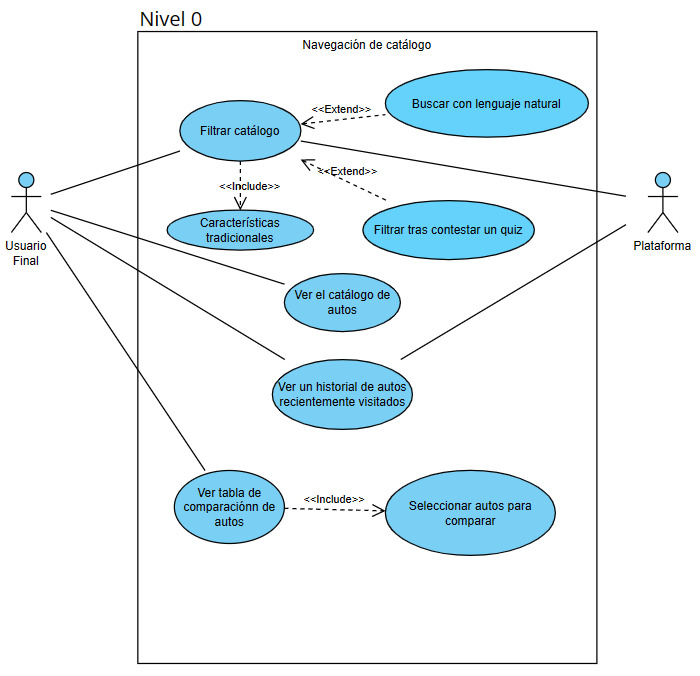 Nivel 0
Navegación de catálogo
Buscar con lenguaje natural
<<Extend>>
Filtrar catálogo
<<Extend>>
<<Include>>
Características
tradicionales
Filtrar tras contestar un quiz
Usuario
Final
Plataforma
Ver el catálogo de
autos
Ver un historial de autos
recientemente visitados
Ver tabla de
comparaciónn de
autos
<<Include>>
Seleccionar autos para
comparar